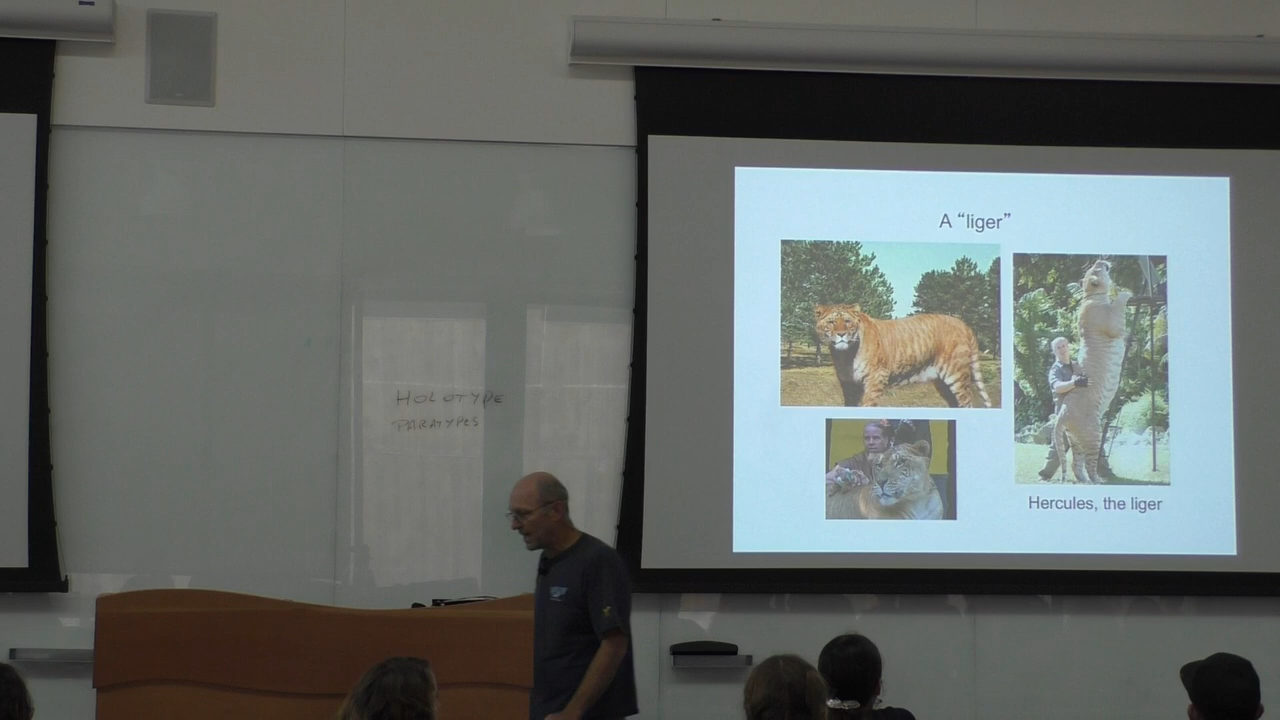 HOLOTYPE
PARATYPES
A “liger”
Hercules, the liger